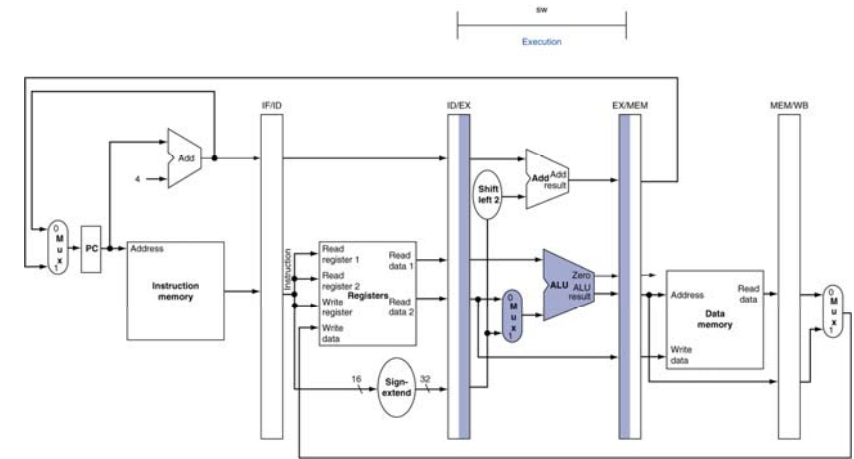 sw
Execution
IF/ID
ID/EX
EX/MEM
MEM/WB
Add
4
Shift
left 2
Add
Add
result
0
M
u
x
1
PC
Address
Instruction
memory
Instruction
Read
register 1
Read
register 2
Write
register
Write
data
Registers
Read
data 1
Read
data 2
16
Sign-
extend
32
0
M
u
x
1
ALU
Zero
ALU
result
Address
Write
data
Read
data
Data
memory
0
M
u
x
1